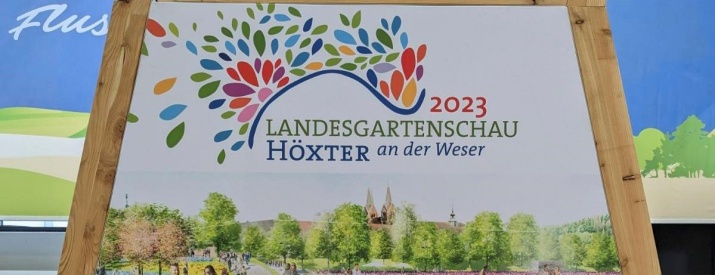 Flus
2023
LANDESGARTENSCHAU
HÖXTER an der Weser